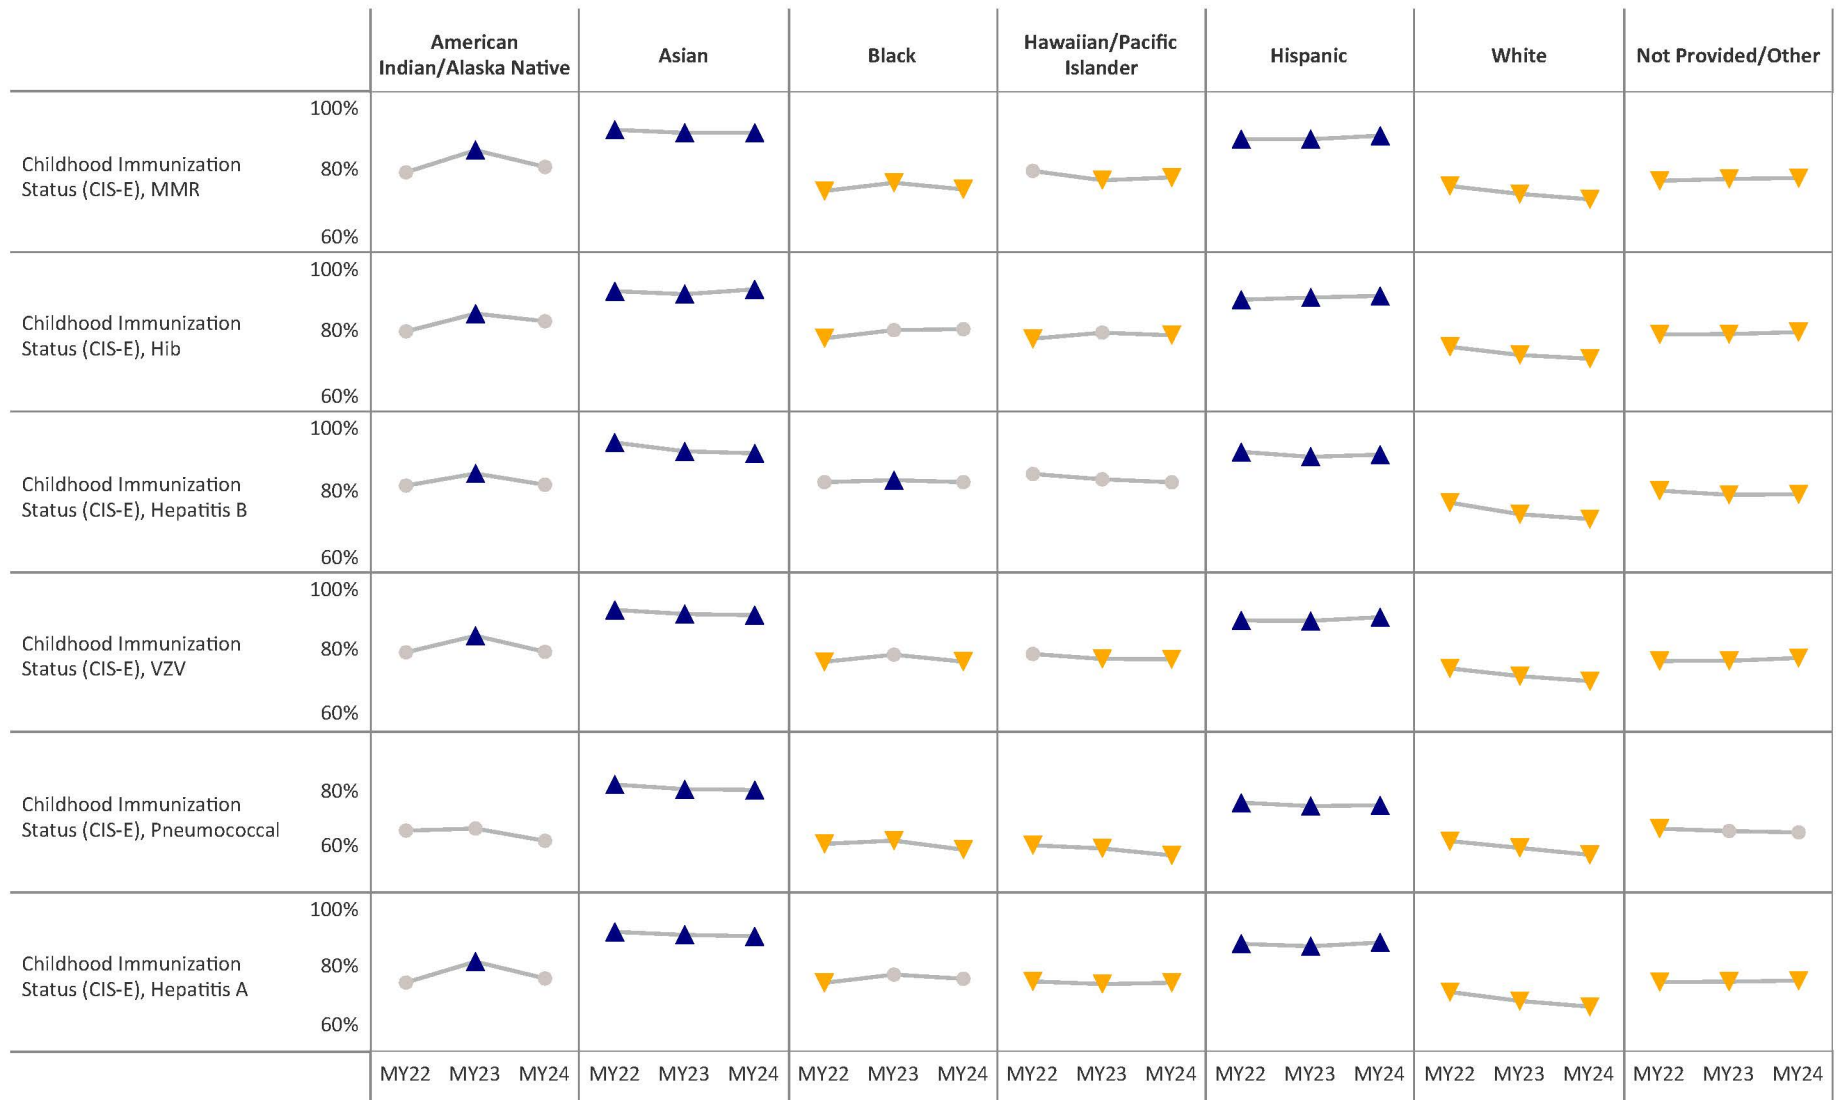 American
Indian/Alaska Native
Asian
Black
Hawaiian/Pacific
Islander
Hispanic
White
Not Provided/Other
Childhood Immunization
Status (CIS-E), MMR
100%
80%
60%
Childhood Immunization
Status (CIS-E), Hib
100%
80%
60%
Childhood Immunization
Status (CIS-E), Hepatitis B
100%
80%
60%
Childhood Immunization
Status (CIS-E), VZV
100%
80%
60%
Childhood Immunization
Status (CIS-E), Pneumococcal
80%
60%
Childhood Immunization
Status (CIS-E), Hepatitis A
100%
80%
60%
MY22 MY23 MY24 MY22 MY23 MY24 MY22 MY23 MY24 MY22 MY23 MY24 MY22 MY23 MY24 MY22 MY23 MY24 MY22 MY23 MY24